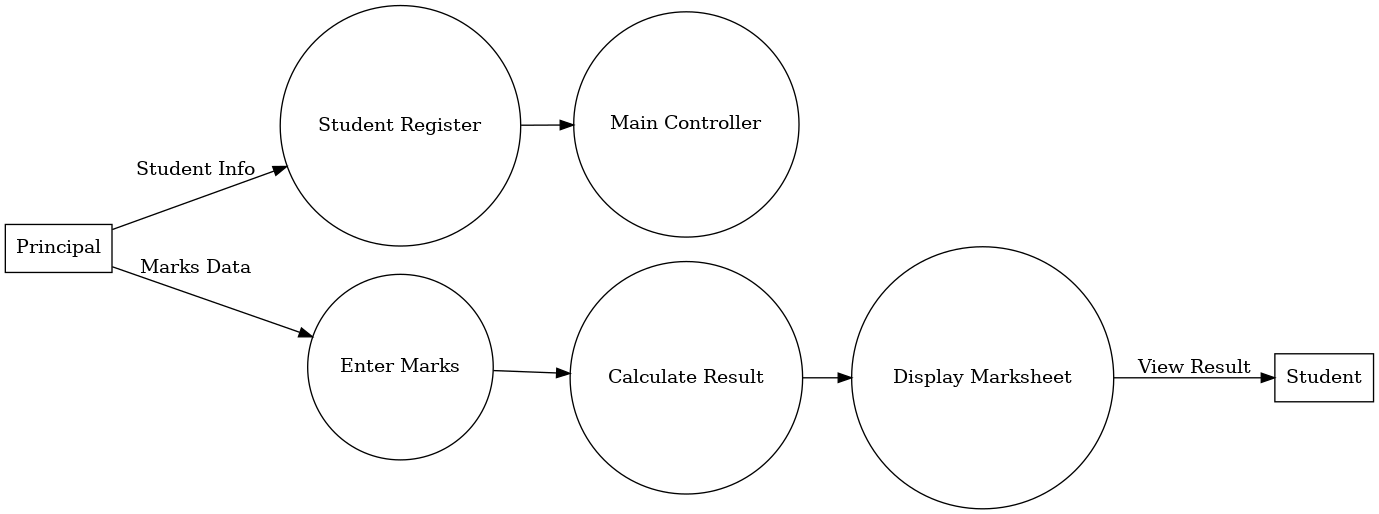 Student Register
Main Controller
Student Info
Principal
Marks Data
Enter Marks
Calculate Result
Display Marksheet
View Result
Student